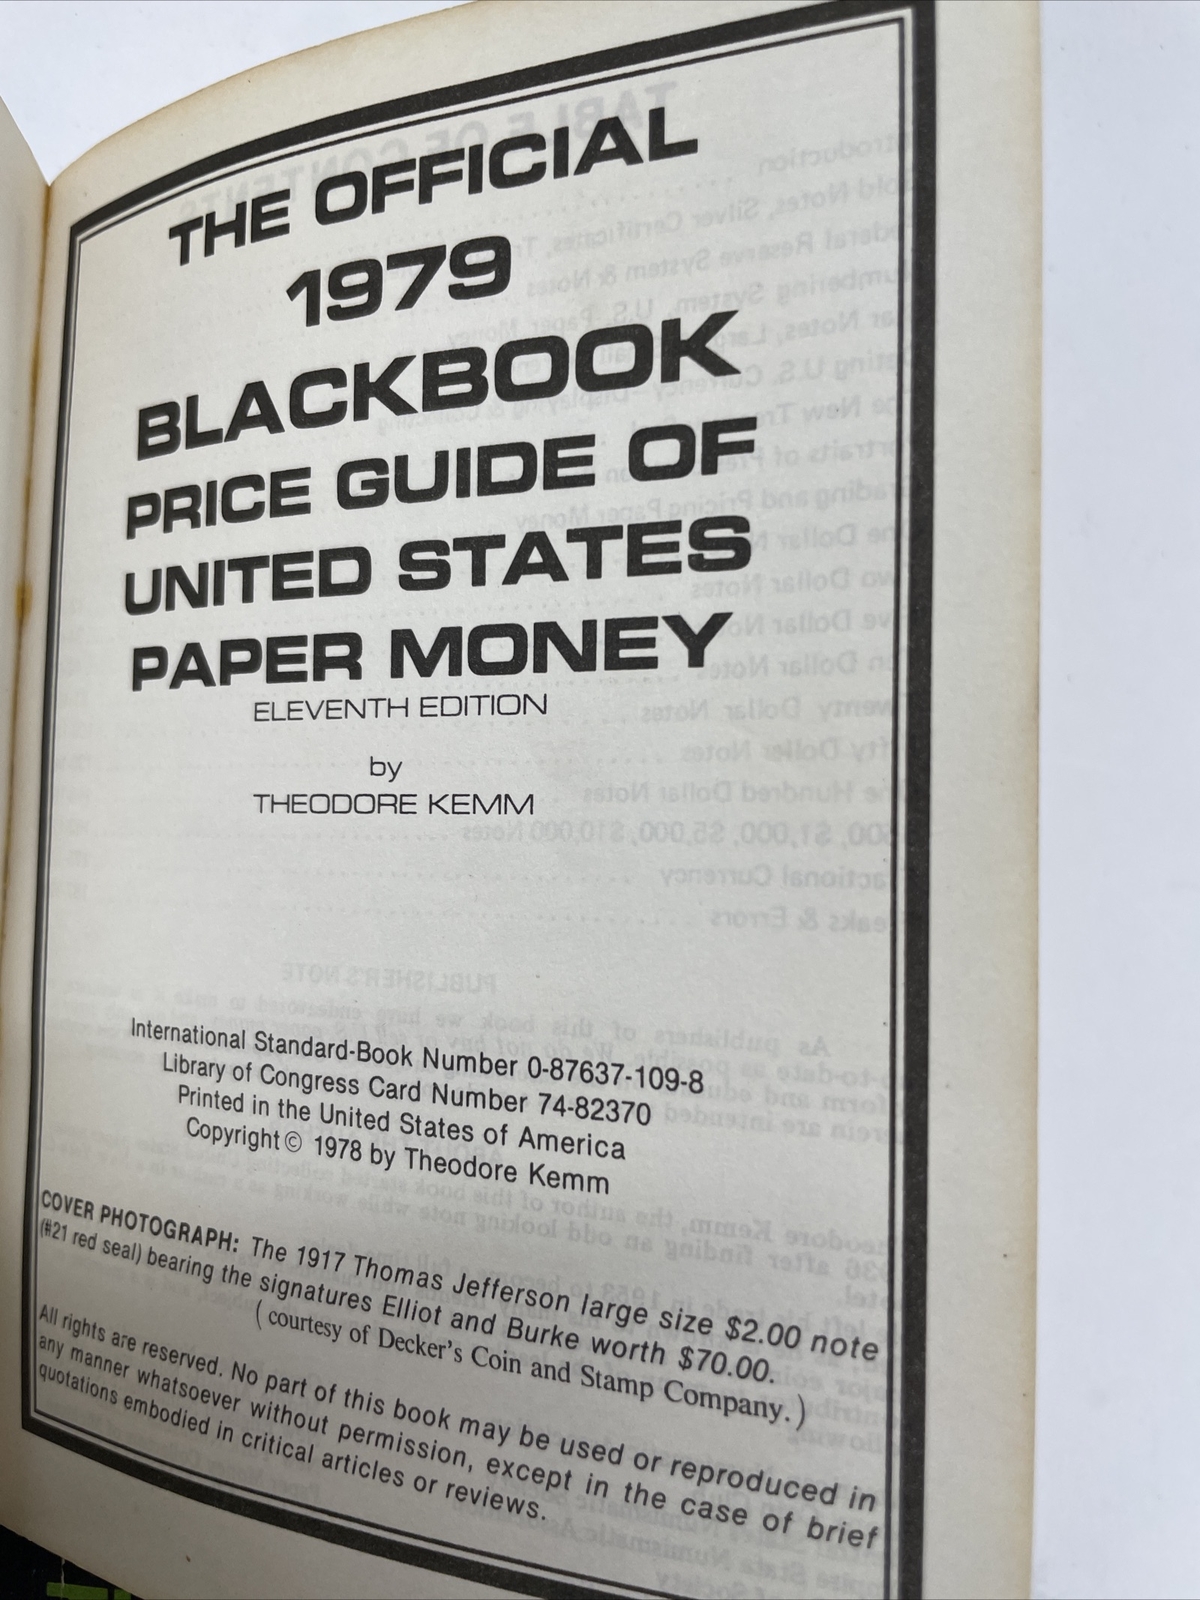 THE OFFICIAL
1979
BLACKBOOK
PRICE GUIDE OF
UNITED STATES
PAPER MONEY
ELEVENTH EDITION
by
THEODORE KEMM
International Standard-Book Number 0-87637-109-8
Library of Congress Card Number 74-82370
Printed in the United States of America
Copyright © 1978 by Theodore Kemm
COVER PHOTOGRAPH: The 1917 Thomas Jefferson large size $2.00 note
(#21 red seal) bearing the signatures Elliot and Burke worth $70.00.
( courtesy of Decker's Coin and Stamp Company. )
All rights are reserved. No part of this book may be used or reproduced in
any manner whatsoever without permission, except in the case of brief
quotations embodied in critical articles or reviews.